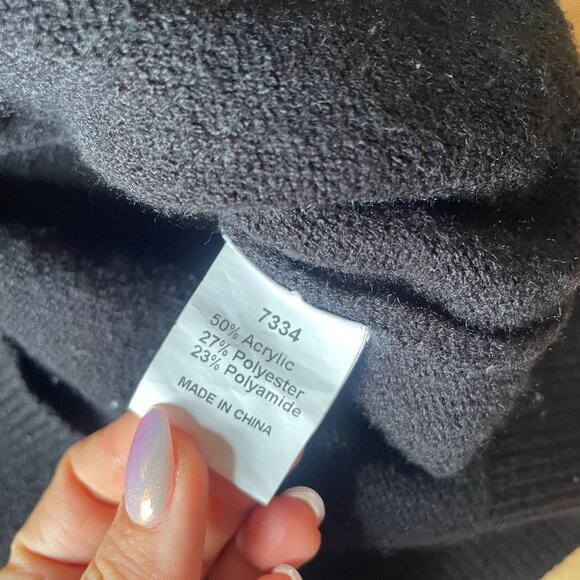 7334
50% Acrylic
27% Polyester
23% Polyamide
MADE IN CHINA